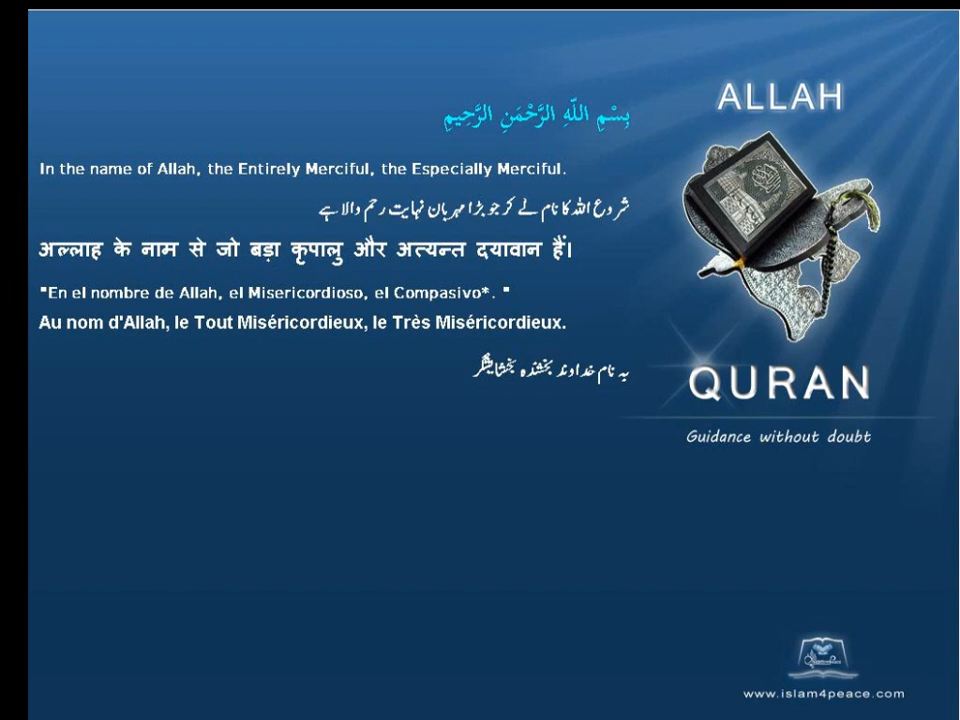 بِسْمِ اللّهِ الرَّحْمَنِ الرَّحِيمِ
In the name of Allah, the Entirely Merciful, the Especially Merciful.
شروع الله کا نام لے کر جو بڑا مہربان نہایت رحم والا ہے
अल्लाह के नाम से जो बड़ा कृपालु और अत्यन्त दयावान हैं।
"En el nombre de Allah, el Misericordioso, el Compasivo*. "
Au nom d'Allah, le Tout Miséricordieux, le Très Miséricordieux.
به نام خداوند بخشنده بخشایشگر
ALLAH
QURAN
Guidance without doubt
www.islam4peace.com